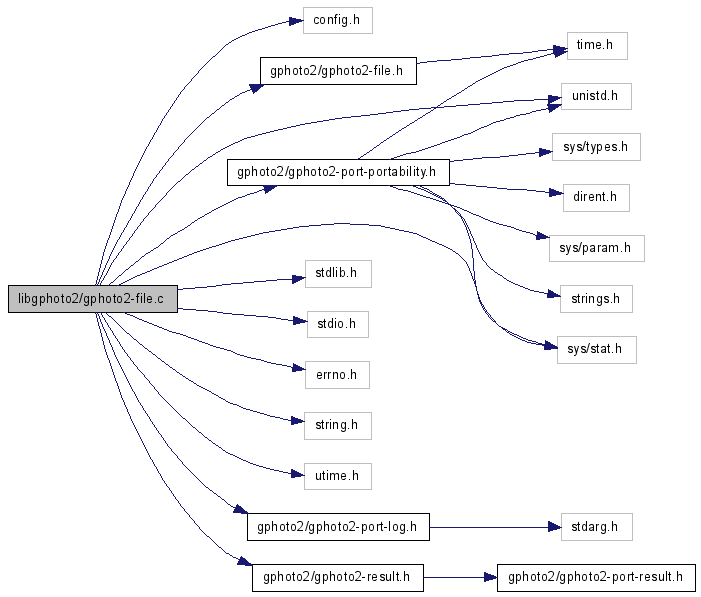 config.h
time.h
gphoto2/gphoto2-file.h
unistd.h
sys/types.h
gphoto2/gphoto2-port-portability.h
dirent.h
sys/param.h
stdlib.h
libgphoto2/gphoto2-file.c
strings.h
stdio.h
sys/stat.h
errno.h
string.h
utime.h
gphoto2/gphoto2-port-log.h
stdarg.h
gphoto2/gphoto2-result.h
gphoto2/gphoto2-port-result.h